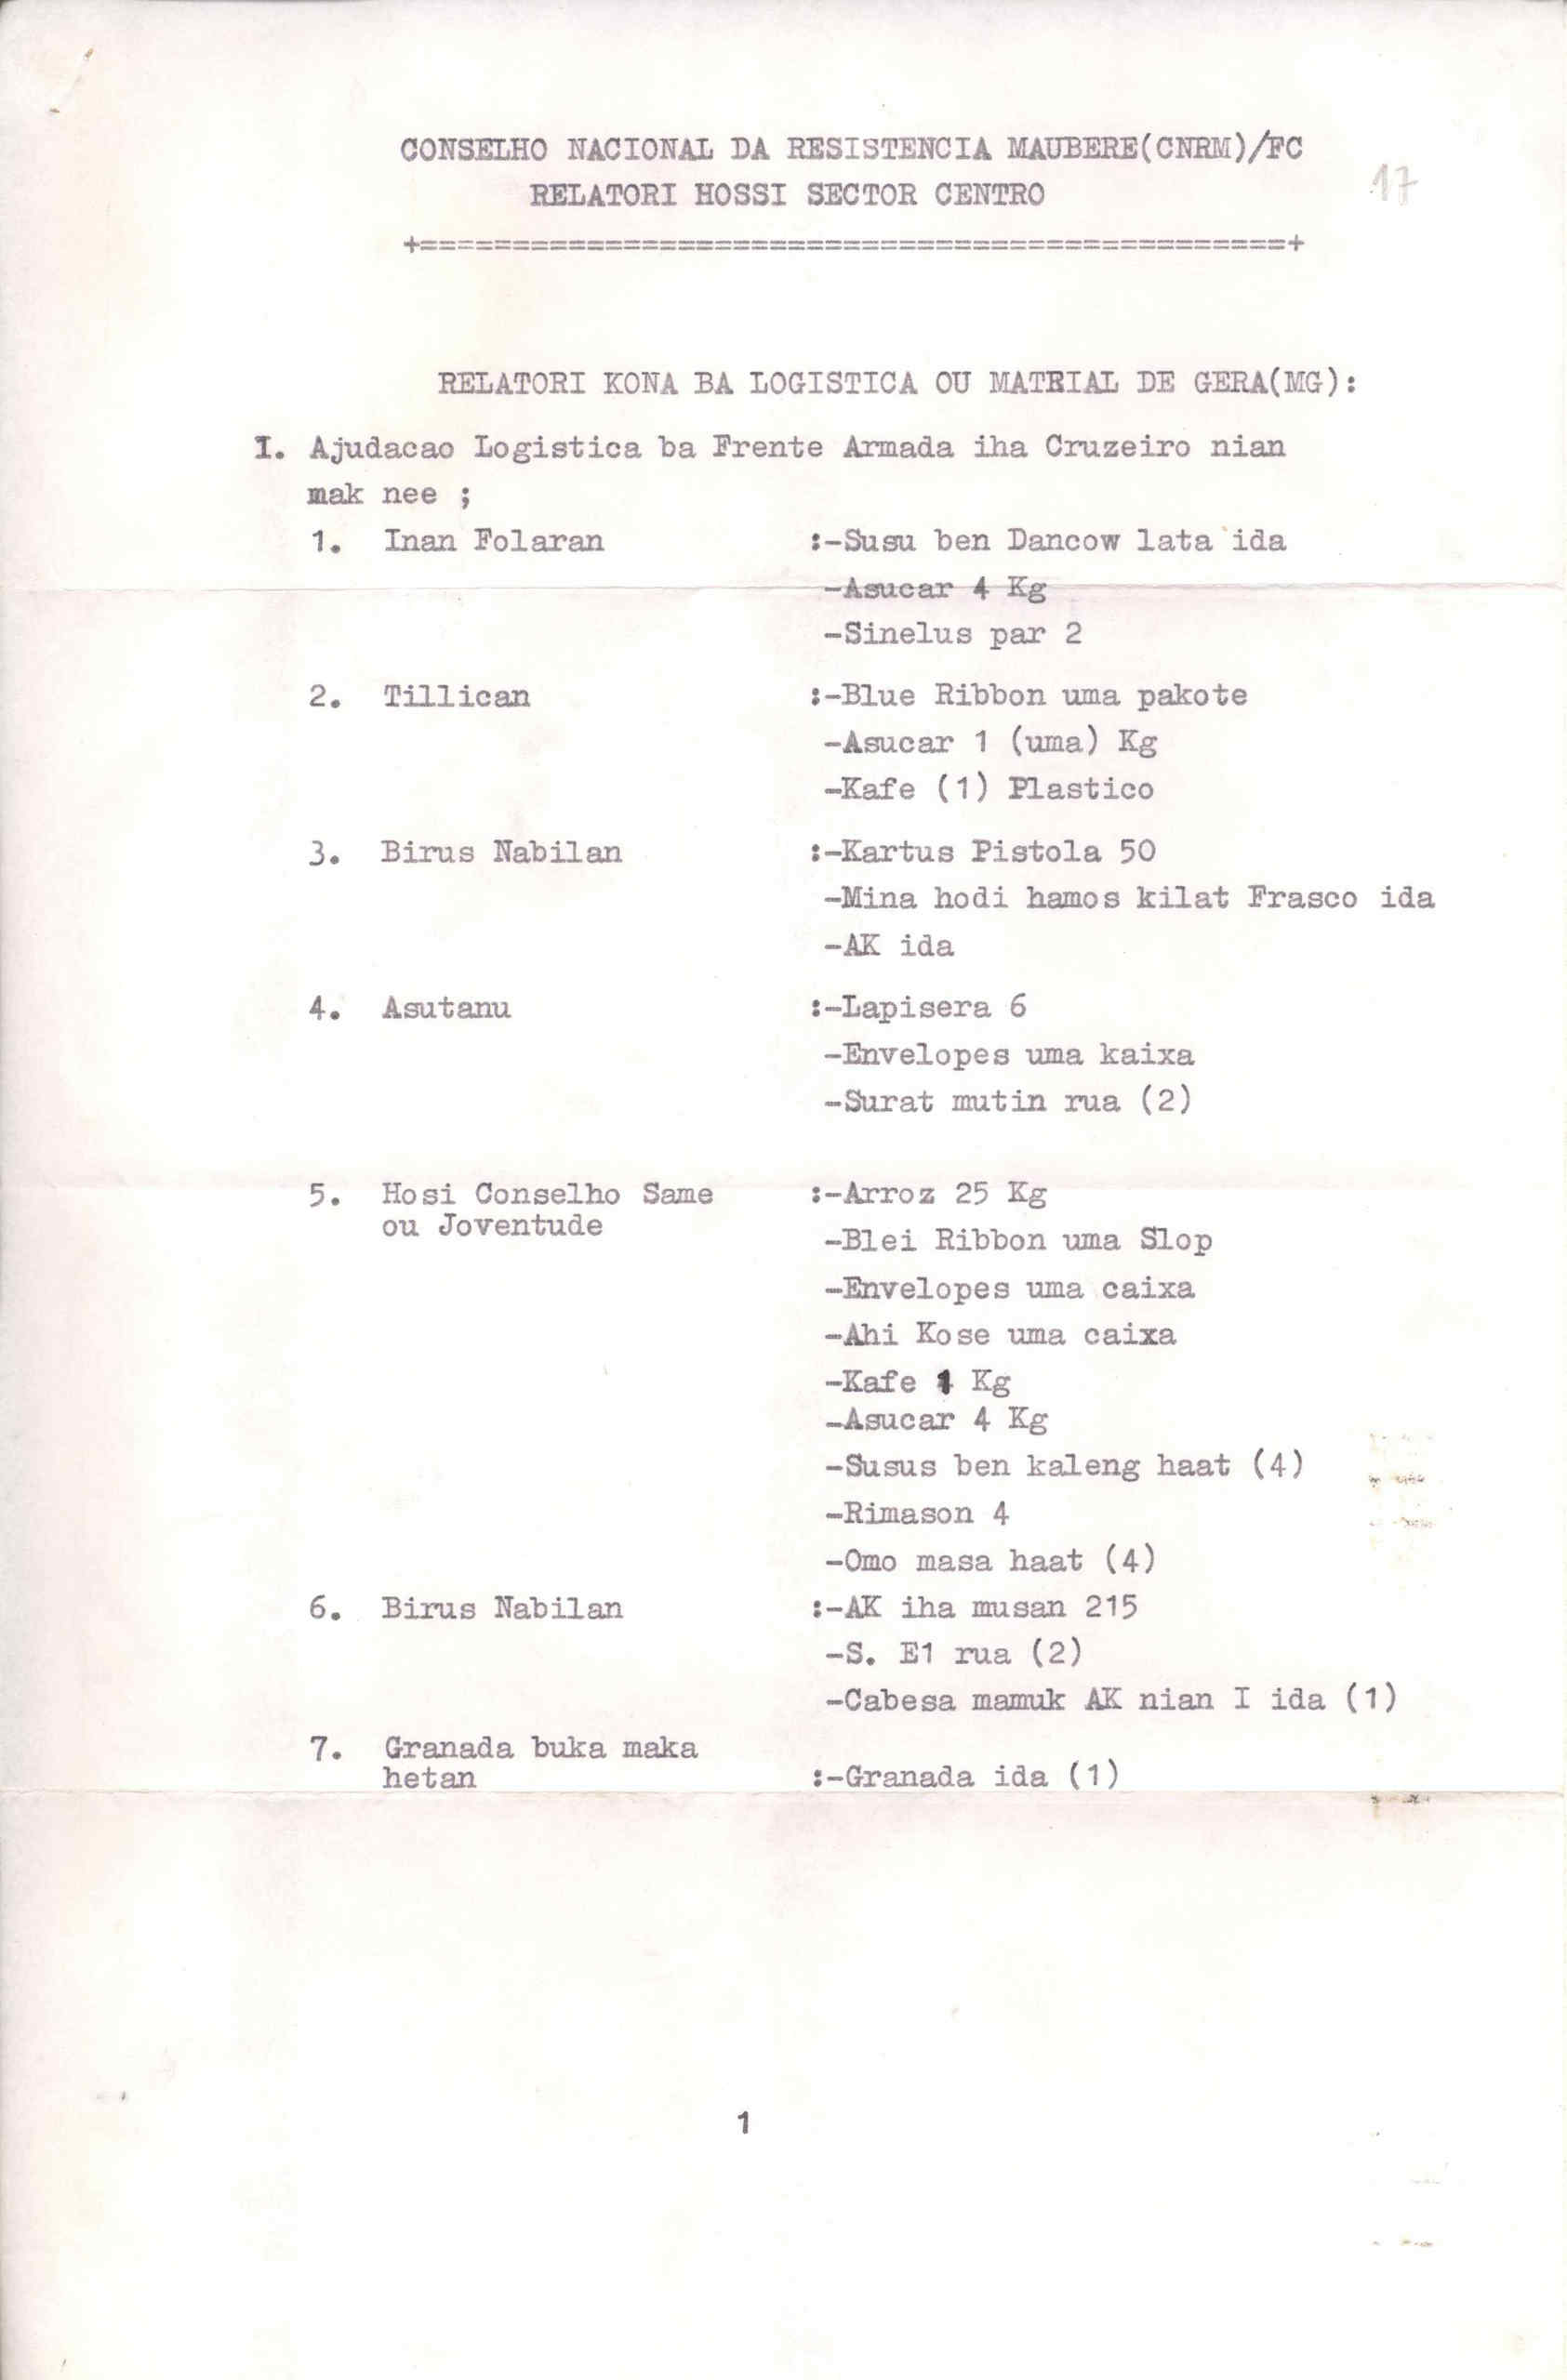 CONSELHO NACIONAL DA RESISTENCIA MAUBERE(CNRM)/FC
17
RELATORI HOSSI SECTOR CENTRO
+===============================================+
RELATORI KONA BA LOGISTICA OU MATRIAL DE GERA(MG):
I. Ajudacao Logistica ba Frente Armada iha Cruzeiro nian
mak nee ;
1. Inan Folaran :-Susu ben Dancow lata ida
-Asucar 4 Kg
-Sinelus par 2
2. Tillican :-Blue Ribbon uma pakote
-Asucar 1 (uma) Kg
-Kafe (1) Plastico
3. Birus Nabilan :-Kartus Pistola 50
-Mina hodi hamos kilat Frasco ida
-AK ida
4. Asutanu :-Lapisera 6
-Envelopes uma kaixa
-Surat mutin rua (2)
5. Hosi Conselho Same :-Arroz 25 Kg
ou Joventude
-Blei Ribbon uma Slop
-Envelopes uma caixa
-Ahi Kose uma caixa
-Kafe 1 Kg
-Asucar 4 Kg
-Susus ben kaleng haat (4)
-Rimason 4
-Omo masa haat (4)
6. Birus Nabilan :-AK iha musan 215
-S. E1 rua (2)
-Cabesa mamuk AK nian I ida (1)
7. Granada buka maka
hetan :-Granada ida (1)
1